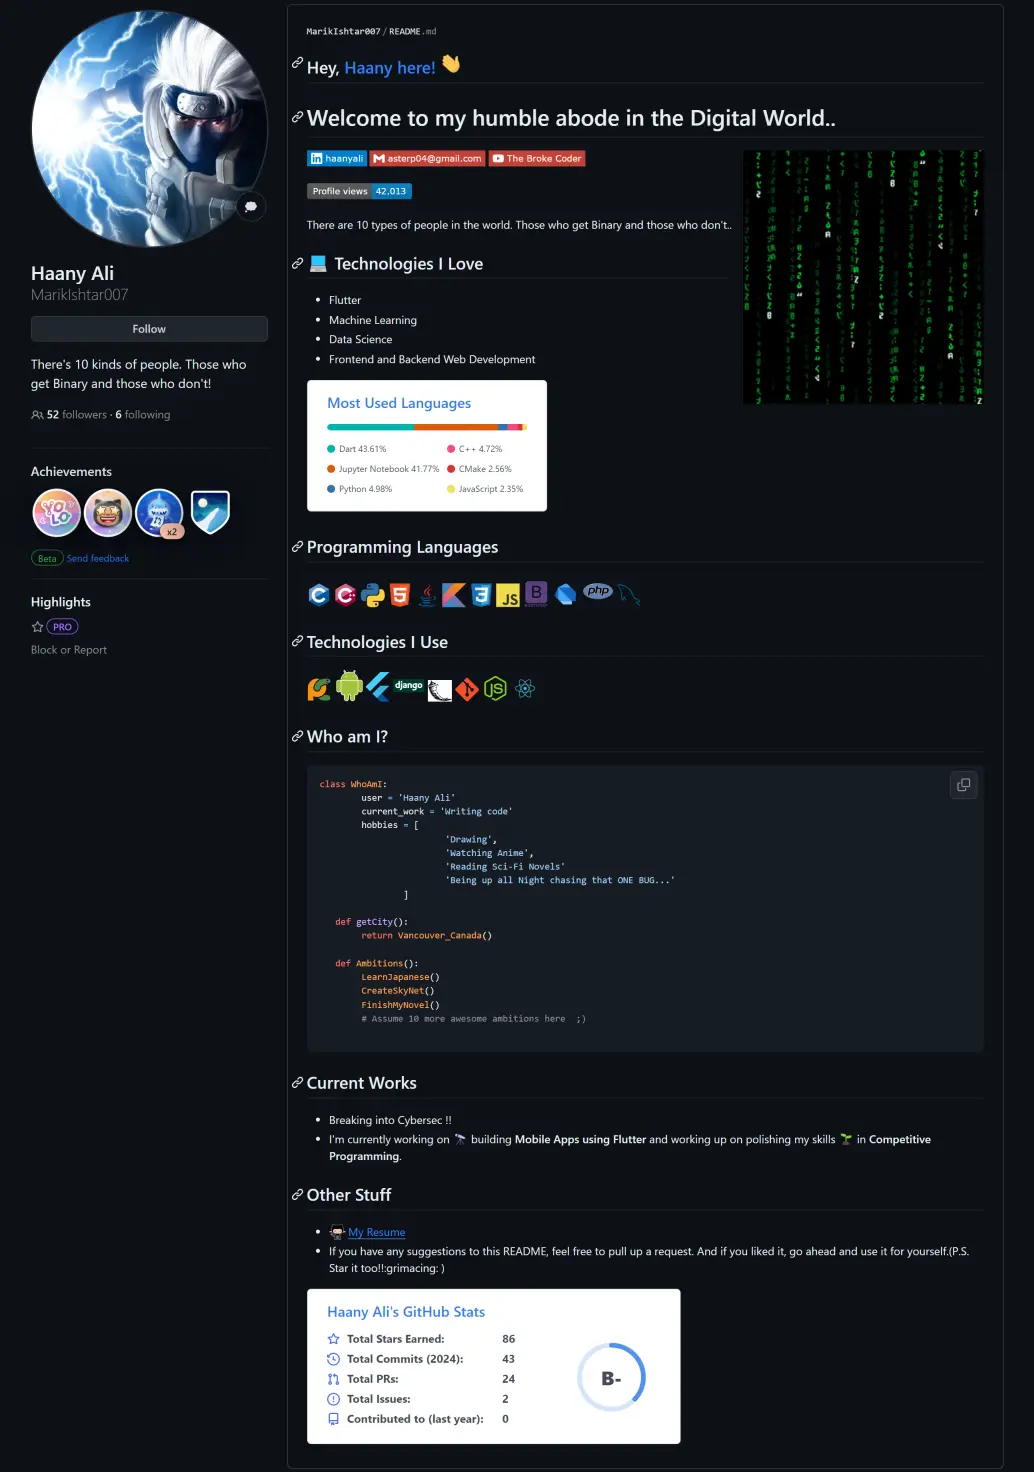 Haany Ali
MarikIshtar007
Follow
There's 10 kinds of people. Those who
get Binary and those who don't!
52 followers · 6 following
Achievements
YOLO
x2
Beta Send feedback
Highlights
PRO
Block or Report
MarikIshtar007/README.md
Hey, Haany here! 👋
Welcome to my humble abode in the Digital World..
in haanyali asterp04@gmail.com The Broke Coder
Profile views 42,013
There are 10 types of people in the world. Those who get Binary and those who don't..
💻 Technologies I Love
• Flutter
• Machine Learning
• Data Science
• Frontend and Backend Web Development
Most Used Languages
Dart 43.61%
Jupyter Notebook 41.77%
Python 4.98%
C++ 4.72%
CMake 2.56%
JavaScript 2.35%
Programming Languages
C C 5 3 JS B php
Technologies I Use
django JS
Who am I?
class WhoAmI:
user = 'Haany Ali'
current_work = 'Writing code'
hobbies = [
'Drawing',
'Watching Anime',
'Reading Sci-Fi Novels'
'Being up all Night chasing that ONE BUG...'
]
def getCity():
return Vancouver_Canada()
def Ambitions():
LearnJapanese()
CreateSkyNet()
FinishMyNovel()
# Assume 10 more awesome ambitions here ;)
Current Works
• Breaking into Cybersec !!
• I'm currently working on 🔭 building Mobile Apps using Flutter and working up on polishing my skills 🌱 in Competitive
Programming.
Other Stuff
• My Resume
• If you have any suggestions to this README, feel free to pull up a request. And if you liked it, go ahead and use it for yourself.(P.S.
Star it too!!:grimacing: )
Haany Ali's GitHub Stats
Total Stars Earned: 86
Total Commits (2024): 43
Total PRs: 24
Total Issues: 2
Contributed to (last year): 0
B-